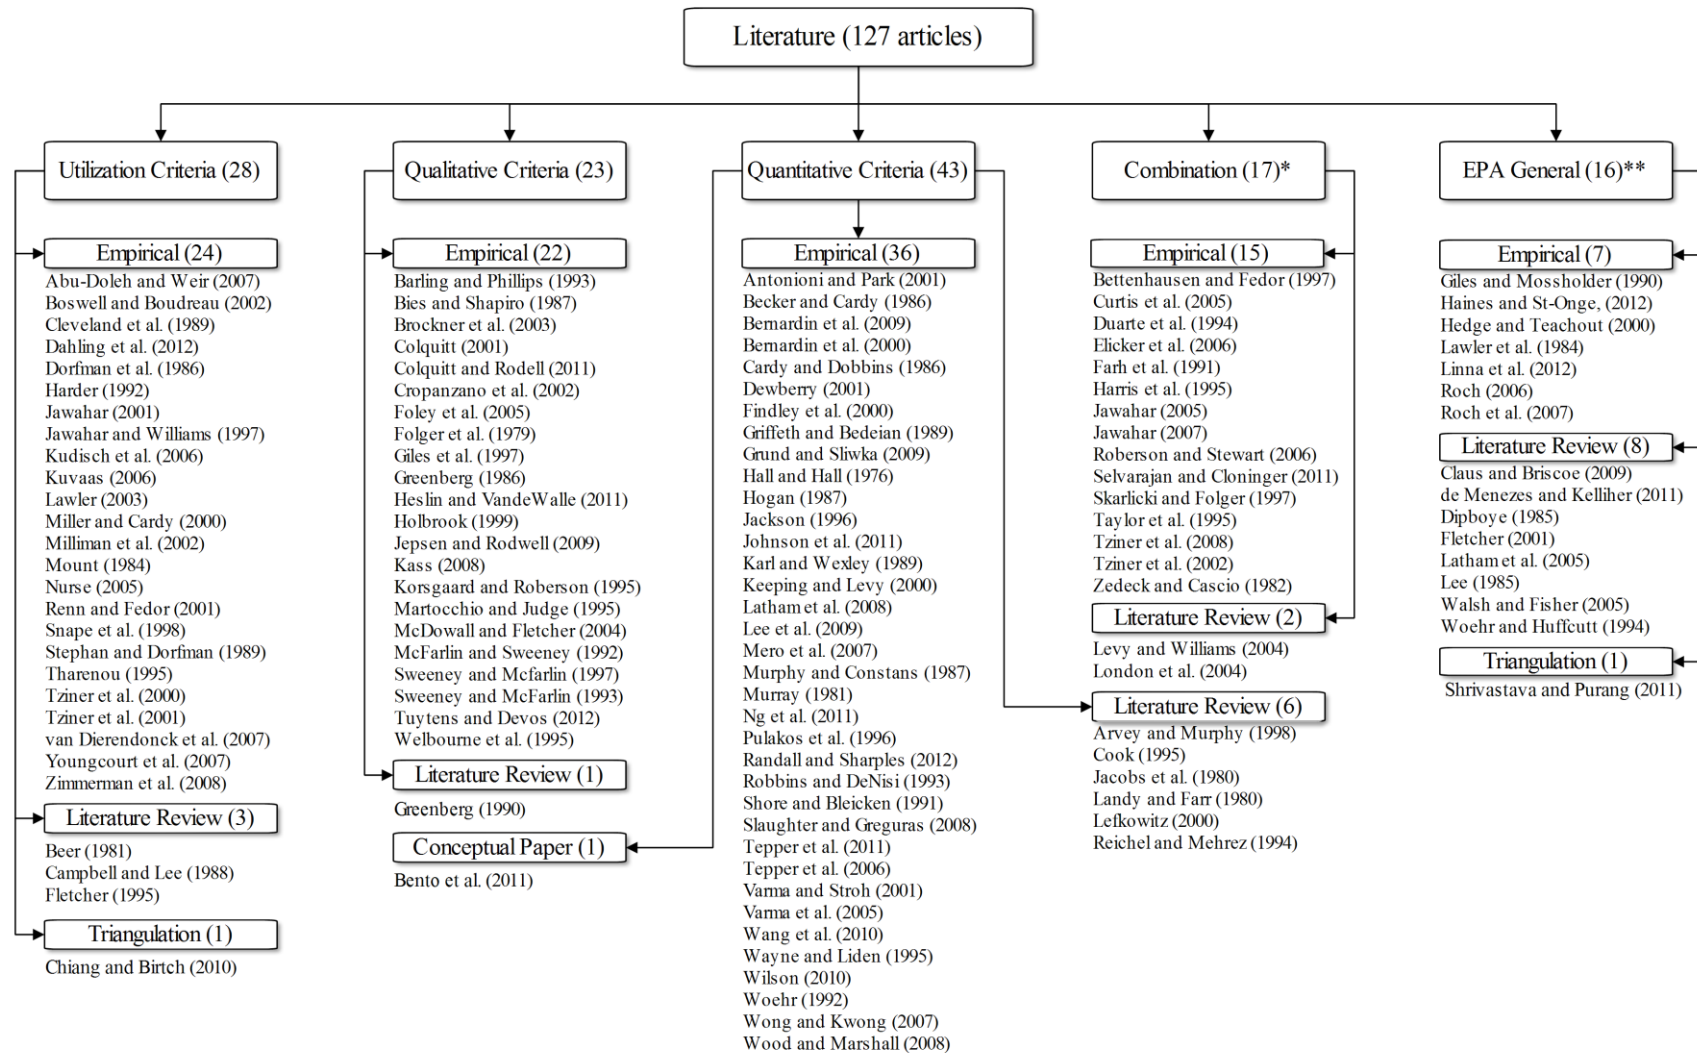 Literature (127 articles)
Utilization Criteria (28)
Empirical (24)
Abu-Doleh and Weir (2007)
Boswell and Boudreau (2002)
Cleveland et al. (1989)
Dahling et al. (2012)
Dorfman et al. (1986)
Harder (1992)
Jawahar (2001)
Jawahar and Williams (1997)
Kudisch et al. (2006)
Kuvaas (2006)
Lawler (2003)
Miller and Cardy (2000)
Milliman et al. (2002)
Mount (1984)
Nurse (2005)
Renn and Fedor (2001)
Snape et al. (1998)
Stephan and Dorfman (1989)
Tharenou (1995)
Tziner et al. (2000)
Tziner et al. (2001)
van Dierendonck et al. (2007)
Youngcourt et al. (2007)
Zimmerman et al. (2008)
Literature Review (3)
Beer (1981)
Campbell and Lee (1988)
Fletcher (1995)
Triangulation (1)
Chiang and Birtch (2010)
Qualitative Criteria (23)
Empirical (22)
Barling and Phillips (1993)
Bies and Shapiro (1987)
Brockner et al. (2003)
Colquitt (2001)
Colquitt and Rodell (2011)
Cropanzano et al. (2002)
Foley et al. (2005)
Folger et al. (1979)
Giles et al. (1997)
Greenberg (1986)
Heslin and VandeWalle (2011)
Holbrook (1999)
Jepsen and Rodwell (2009)
Kass (2008)
Korsgaard and Roberson (1995)
Martocchio and Judge (1995)
McDowall and Fletcher (2004)
McFarlin and Sweeney (1992)
Sweeney and Mcfarlin (1997)
Sweeney and McFarlin (1993)
Tuytens and Devos (2012)
Welbourne et al. (1995)
Literature Review (1)
Greenberg (1990)
Conceptual Paper (1)
Bento et al. (2011)
Quantitative Criteria (43)
Empirical (36)
Antonioni and Park (2001)
Becker and Cardy (1986)
Bernardin et al. (2009)
Bernardin et al. (2000)
Cardy and Dobbins (1986)
Dewberry (2001)
Findley et al. (2000)
Griffeth and Bedeian (1989)
Grund and Sliwka (2009)
Hall and Hall (1976)
Hogan (1987)
Jackson (1996)
Johnson et al. (2011)
Karl and Wexley (1989)
Keeping and Levy (2000)
Latham et al. (2008)
Lee et al. (2009)
Mero et al. (2007)
Murphy and Constans (1987)
Murray (1981)
Ng et al. (2011)
Pulakos et al. (1996)
Randall and Sharples (2012)
Robbins and DeNisi (1993)
Shore and Bleicken (1991)
Slaughter and Greguras (2008)
Tepper et al. (2011)
Tepper et al. (2006)
Varma and Stroh (2001)
Varma et al. (2005)
Wang et al. (2010)
Wayne and Liden (1995)
Wilson (2010)
Woehr (1992)
Wong and Kwong (2007)
Wood and Marshall (2008)
Combination (17)*
Empirical (15)
Bettenhausen and Fedor (1997)
Curtis et al. (2005)
Duarte et al. (1994)
Elicker et al. (2006)
Farh et al. (1991)
Harris et al. (1995)
Jawahar (2005)
Jawahar (2007)
Roberson and Stewart (2006)
Selvarajan and Cloninger (2011)
Skarlicki and Folger (1997)
Taylor et al. (1995)
Tziner et al. (2008)
Tziner et al. (2002)
Zedeck and Cascio (1982)
Literature Review (2)
Levy and Williams (2004)
London et al. (2004)
Literature Review (6)
Arvey and Murphy (1998)
Cook (1995)
Jacobs et al. (1980)
Landy and Farr (1980)
Lefkowitz (2000)
Reichel and Mehrez (1994)
EPA General (16)**
Empirical (7)
Giles and Mossholder (1990)
Haines and St-Onge, (2012)
Hedge and Teachout (2000)
Lawler et al. (1984)
Linna et al. (2012)
Roch (2006)
Roch et al. (2007)
Literature Review (8)
Claus and Briscoe (2009)
de Menezes and Kelliher (2011)
Dipboye (1985)
Fletcher (2001)
Latham et al. (2005)
Lee (1985)
Walsh and Fisher (2005)
Woehr and Huffcutt (1994)
Triangulation (1)
Shrivastava and Purang (2011)